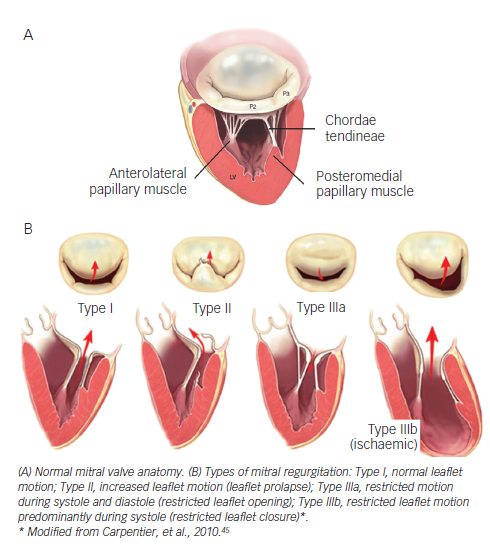 A
P3
P2
Chordae
tendineae
Anterolateral
papillary muscle
Posteromedial
papillary muscle
LV
B
Type I
Type II
Type IIIa
Type IIIb
(ischaemic)
(A) Normal mitral valve anatomy. (B) Types of mitral regurgitation: Type I, normal leaflet
motion; Type II, increased leaflet motion (leaflet prolapse); Type IIIa, restricted motion
during systole and diastole (restricted leaflet opening); Type IIIb, restricted leaflet motion
predominantly during systole (restricted leaflet closure)*.
* Modified from Carpentier, et al., 2010.⁴⁵